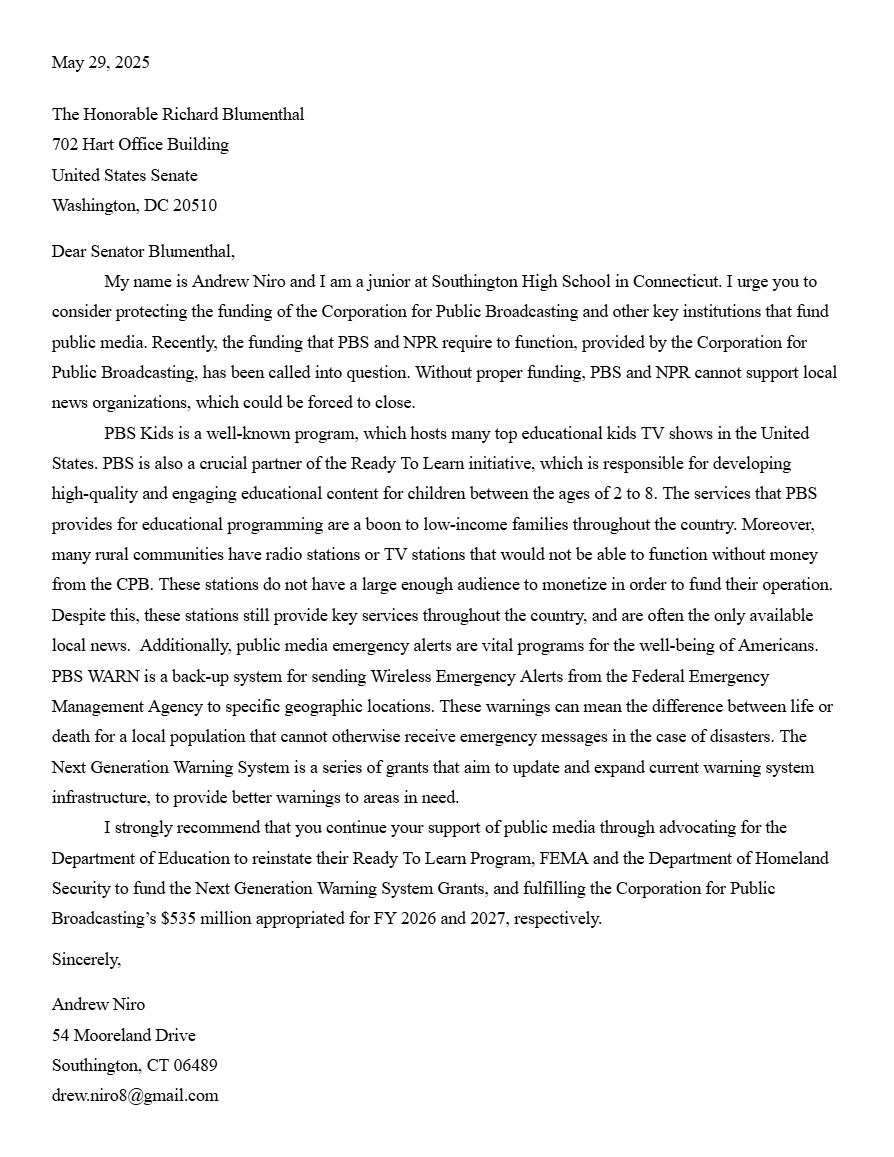 May 29, 2025
The Honorable Richard Blumenthal
702 Hart Office Building
United States Senate
Washington, DC 20510
Dear Senator Blumenthal,
My name is Andrew Niro and I am a junior at Southington High School in Connecticut. I urge you to
consider protecting the funding of the Corporation for Public Broadcasting and other key institutions that fund
public media. Recently, the funding that PBS and NPR require to function, provided by the Corporation for
Public Broadcasting, has been called into question. Without proper funding, PBS and NPR cannot support local
news organizations, which could be forced to close.
PBS Kids is a well-known program, which hosts many top educational kids TV shows in the United
States. PBS is also a crucial partner of the Ready To Learn initiative, which is responsible for developing
high-quality and engaging educational content for children between the ages of 2 to 8. The services that PBS
provides for educational programming are a boon to low-income families throughout the country. Moreover,
many rural communities have radio stations or TV stations that would not be able to function without money
from the CPB. These stations do not have a large enough audience to monetize in order to fund their operation.
Despite this, these stations still provide key services throughout the country, and are often the only available
local news.  Additionally, public media emergency alerts are vital programs for the well-being of Americans.
PBS WARN is a back-up system for sending Wireless Emergency Alerts from the Federal Emergency
Management Agency to specific geographic locations. These warnings can mean the difference between life or
death for a local population that cannot otherwise receive emergency messages in the case of disasters. The
Next Generation Warning System is a series of grants that aim to update and expand current warning system
infrastructure, to provide better warnings to areas in need.
I strongly recommend that you continue your support of public media through advocating for the
Department of Education to reinstate their Ready To Learn Program, FEMA and the Department of Homeland
Security to fund the Next Generation Warning System Grants, and fulfilling the Corporation for Public
Broadcasting’s $535 million appropriated for FY 2026 and 2027, respectively.
Sincerely,
Andrew Niro
54 Mooreland Drive
Southington, CT 06489
drew.niro8@gmail.com